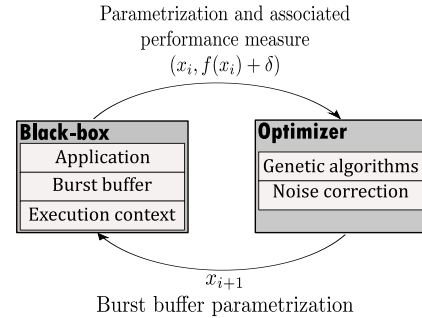 Parametrization and associated
performance measure
(x_i, f(x_i) + δ)
Black-box
Application
Burst buffer
Execution context
Optimizer
Genetic algorithms
Noise correction
x_{i+1}
Burst buffer parametrization